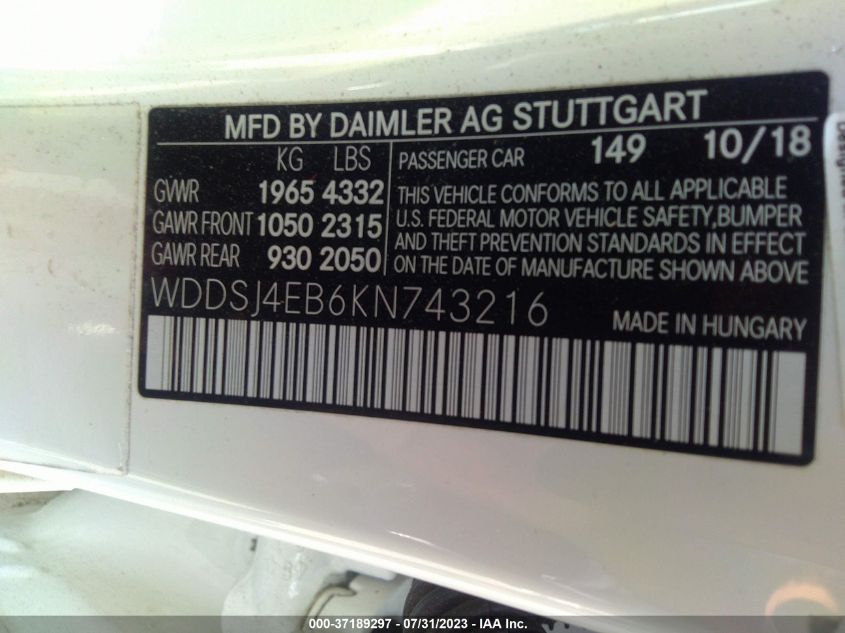 MFD BY DAIMLER AG STUTTGART
KG LBS
GVWR 1965 4332
GAWR FRONT 1050 2315
GAWR REAR 930 2050
PASSENGER CAR 149 10/18
THIS VEHICLE CONFORMS TO ALL APPLICABLE
U.S. FEDERAL MOTOR VEHICLE SAFETY,BUMPER
AND THEFT PREVENTION STANDARDS IN EFFECT
ON THE DATE OF MANUFACTURE SHOWN ABOVE
WDDSJ4EB6KN743216
MADE IN HUNGARY
000-37189297 - 07/31/2023 - IAA Inc.